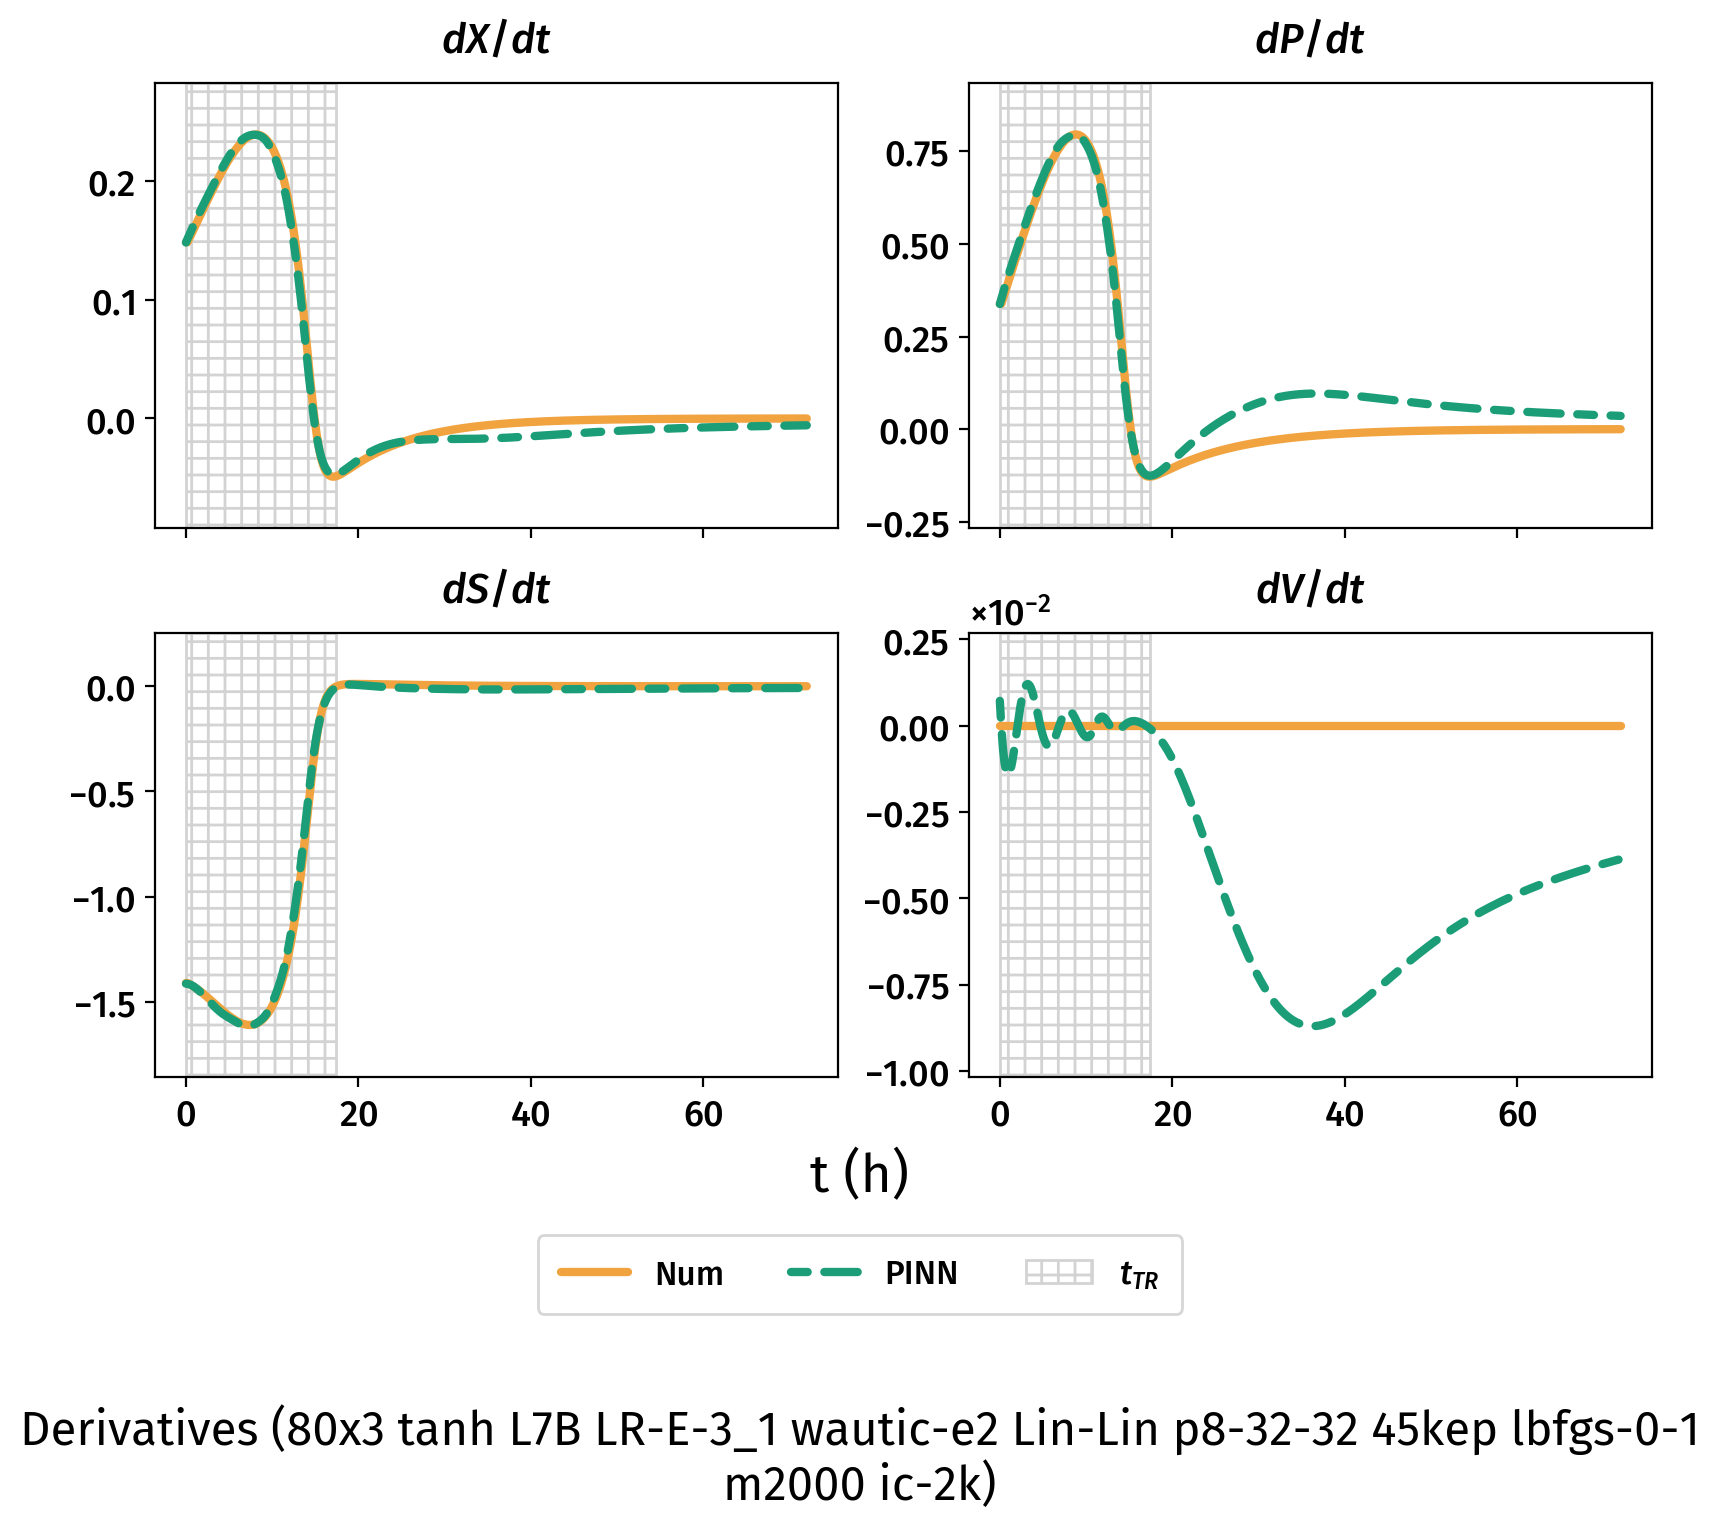 dX/dt
dP/dt
0.2
0.1
0.0
0.75
0.50
0.25
0.00
−0.25
dS/dt
dV/dt
×10⁻²
0.0
−0.5
−1.0
−1.5
0.25
0.00
−0.25
−0.50
−0.75
−1.00
0 20 40 60
0 20 40 60
t (h)
Num PINN t_TR
Derivatives (80x3 tanh L7B LR-E-3_1 wautic-e2 Lin-Lin p8-32-32 45kep lbfgs-0-1
m2000 ic-2k)